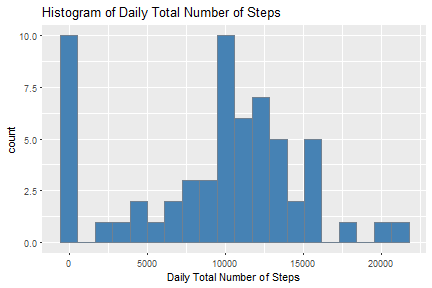 Histogram of Daily Total Number of Steps
10.0
7.5
5.0
2.5
0.0
count
0 5000 10000 15000 20000
Daily Total Number of Steps